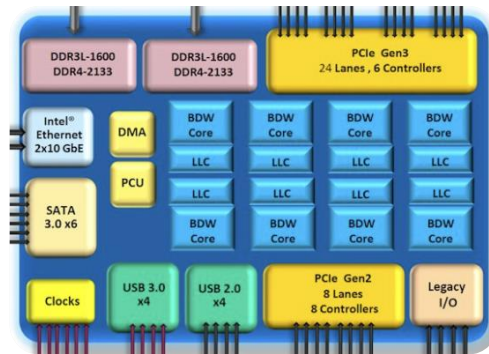 DDR3L-1600
DDR4-2133
DDR3L-1600
DDR4-2133
PCIe Gen3
24 Lanes , 6 Controllers
Intel®
Ethernet
2x10 GbE
DMA
PCU
SATA
3.0 x6
BDW
Core
BDW
Core
BDW
Core
BDW
Core
LLC
LLC
LLC
LLC
LLC
LLC
LLC
LLC
BDW
Core
BDW
Core
BDW
Core
BDW
Core
Clocks
USB 3.0
x4
USB 2.0
x4
PCIe Gen2
8 Lanes
8 Controllers
Legacy
I/O